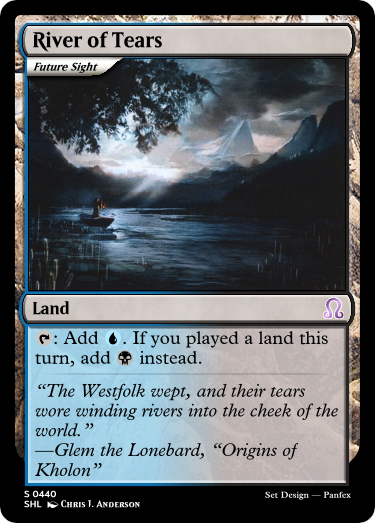 River of Tears
Future Sight
Land
: Add . If you played a land this
turn, add instead.
“The Westfolk wept, and their tears
wore winding rivers into the cheek of the
world.”
—Glem the Lonebard, “Origins of
Kholon”
S 0440
SHL Chris J. Anderson
Set Design — Panfex